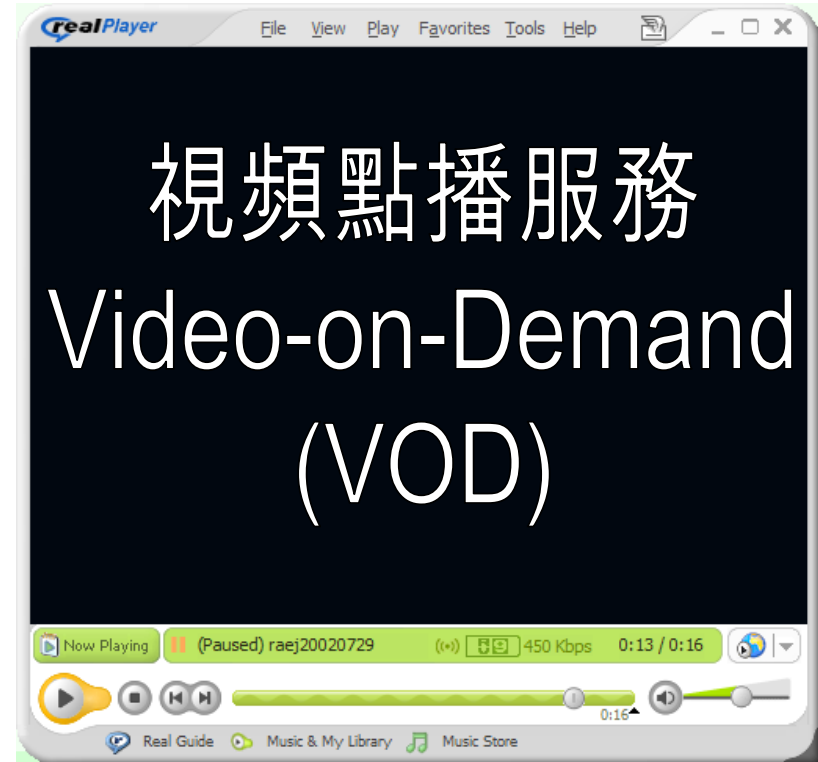 realPlayer File View Play Favorites Tools Help
視頻點播服務
Video-on-Demand
(VOD)
Now Playing (Paused) raej20020729 450 Kbps 0:13 / 0:16
0:16
Real Guide Music & My Library Music Store